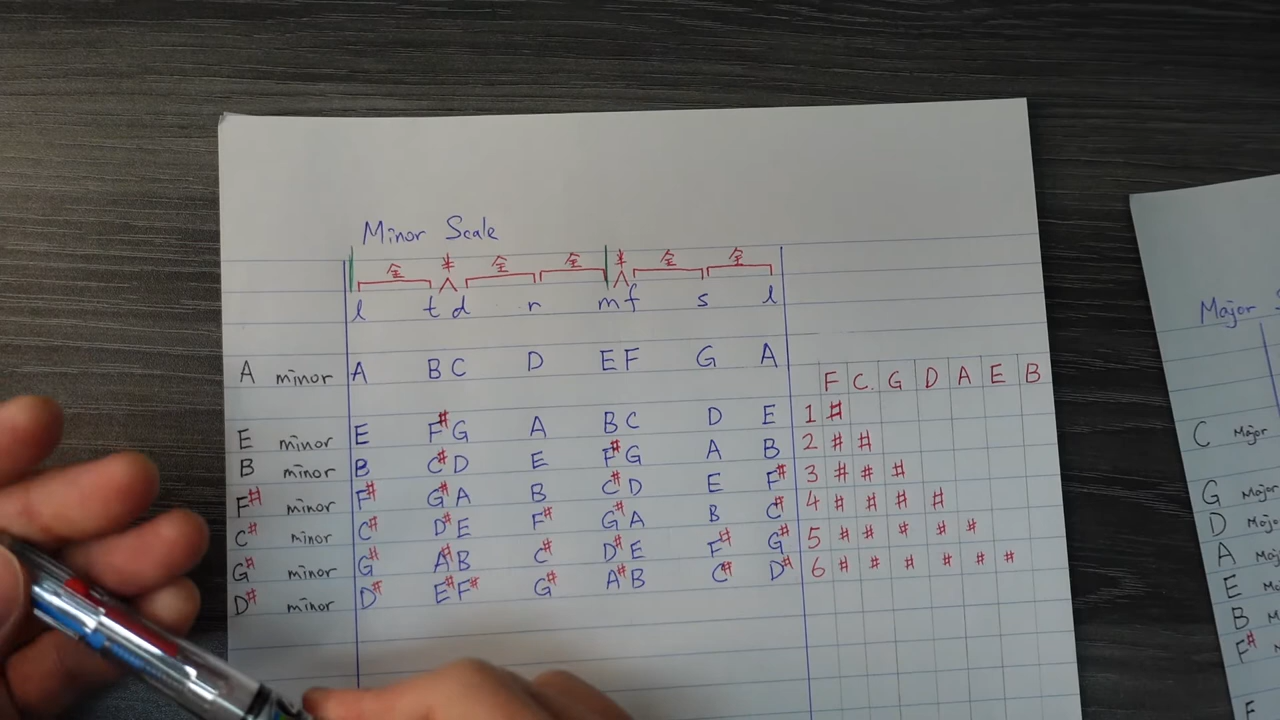 Minor Scale
全 半 全 全 半 全 全
l t d r m f s l
A minor A B C D E F G A
F C. G D A E B
E minor E F# G A B C D E 1 #
B minor B C# D E F# G A B 2 # #
F# minor F# G# A B C# D E F# 3 # # #
C# minor C# D# E F# G# A B C# 4 # # # #
G# minor G# A# B C# D# E F# G# 5 # # # # #
D# minor D# E# F# G# A# B C# D# 6 # # # # # #
Major
C Major
G Major
D Major
A
E
B
F#
F